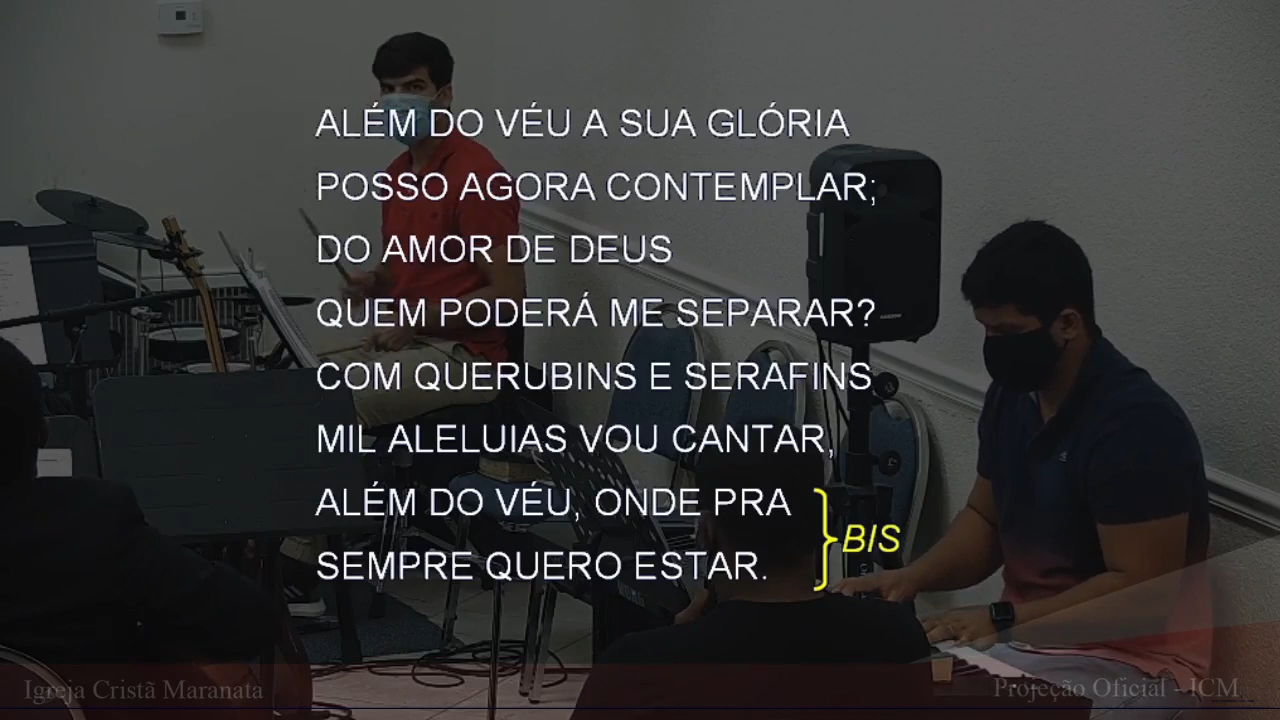 ALÉM DO VÉU A SUA GLÓRIA
POSSO AGORA CONTEMPLAR;
DO AMOR DE DEUS
QUEM PODERÁ ME SEPARAR?
COM QUERUBINS E SERAFINS
MIL ALELUIAS VOU CANTAR,
ALÉM DO VÉU, ONDE PRA
SEMPRE QUERO ESTAR.
BIS
Igreja Cristã Maranata
Projeção Oficial - ICM